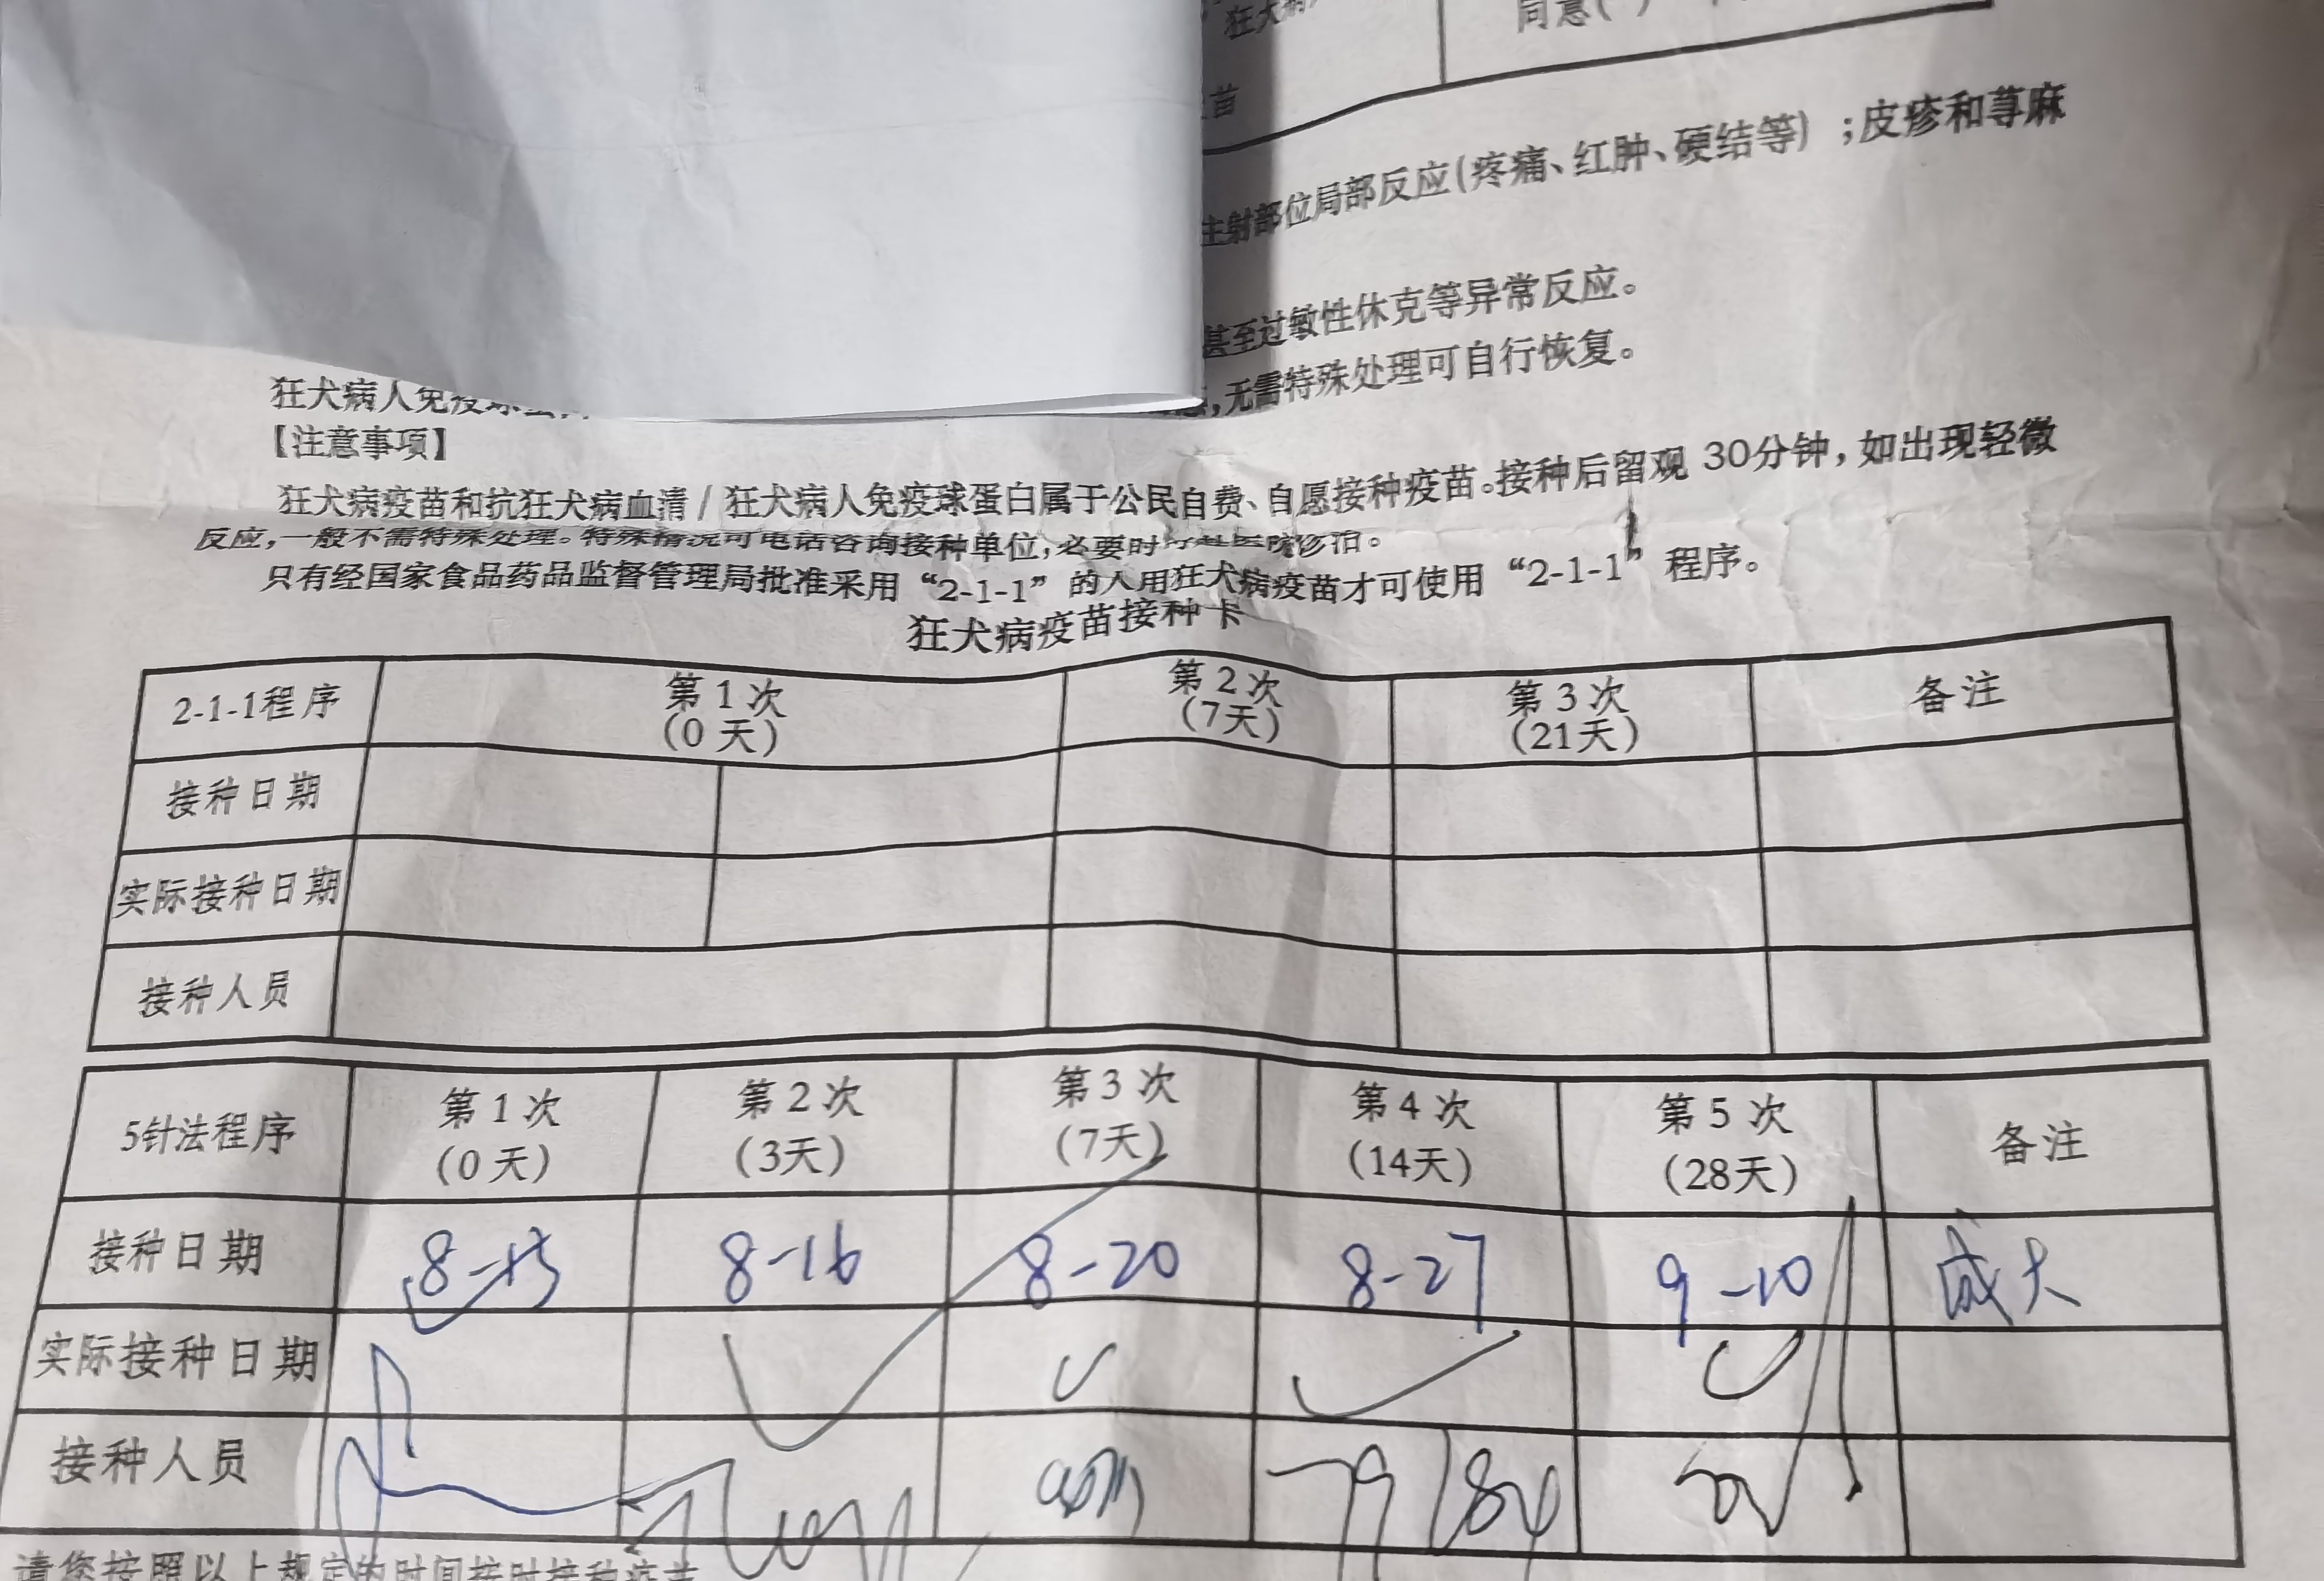 狂犬病
同意( )
苗
注射部位局部反应(疼痛、红肿、硬结等);皮疹和荨麻
甚至过敏性休克等异常反应。
,无需特殊处理可自行恢复。
狂犬病人免疫球蛋白
【注意事项】
狂犬病疫苗和抗狂犬病血清/狂犬病人免疫球蛋白属于公民自费、自愿接种疫苗。接种后留观 30分钟,如出现轻微
反应,一般不需特殊处理。特殊情况可电话咨询接种单位,必要时 医院诊治。
只有经国家食品药品监督管理局批准采用“2-1-1”的人用狂犬病疫苗才可使用“2-1-1”程序。
狂犬病疫苗接种卡
2-1-1程序 第1次 (0天) 第2次 (7天) 第3次 (21天) 备注
接种日期
实际接种日期
接种人员
5针法程序 第1次 (0天) 第2次 (3天) 第3次 (7天) 第4次 (14天) 第5次 (28天) 备注
接种日期 8-13 8-16 8-20 8-27 9-10 成大
实际接种日期
接种人员
请您按照以上规定的时间按时接种疫苗